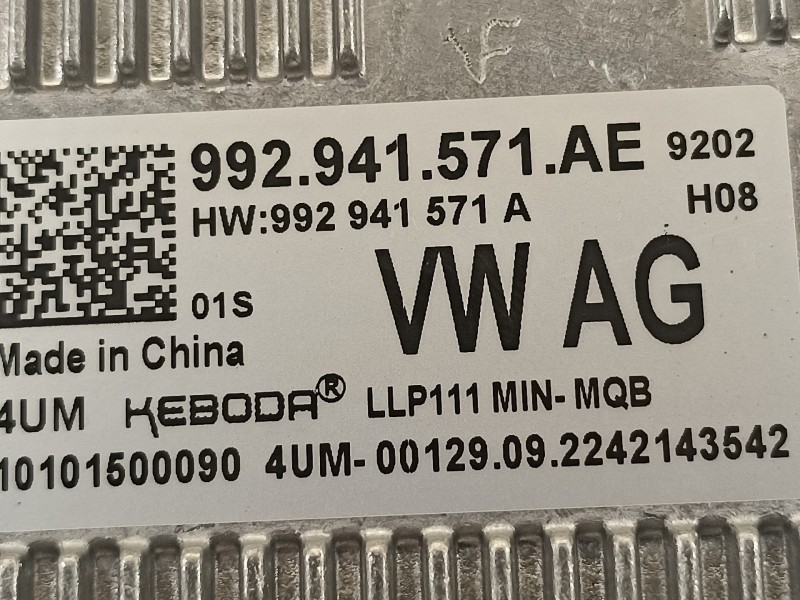 992.941.571.AE 9202
HW:992 941 571 A H08
VW AG
01S
Made in China
4UM KEBODA® LLP111 MIN- MQB
10101500090 4UM- 00129.09.2242143542